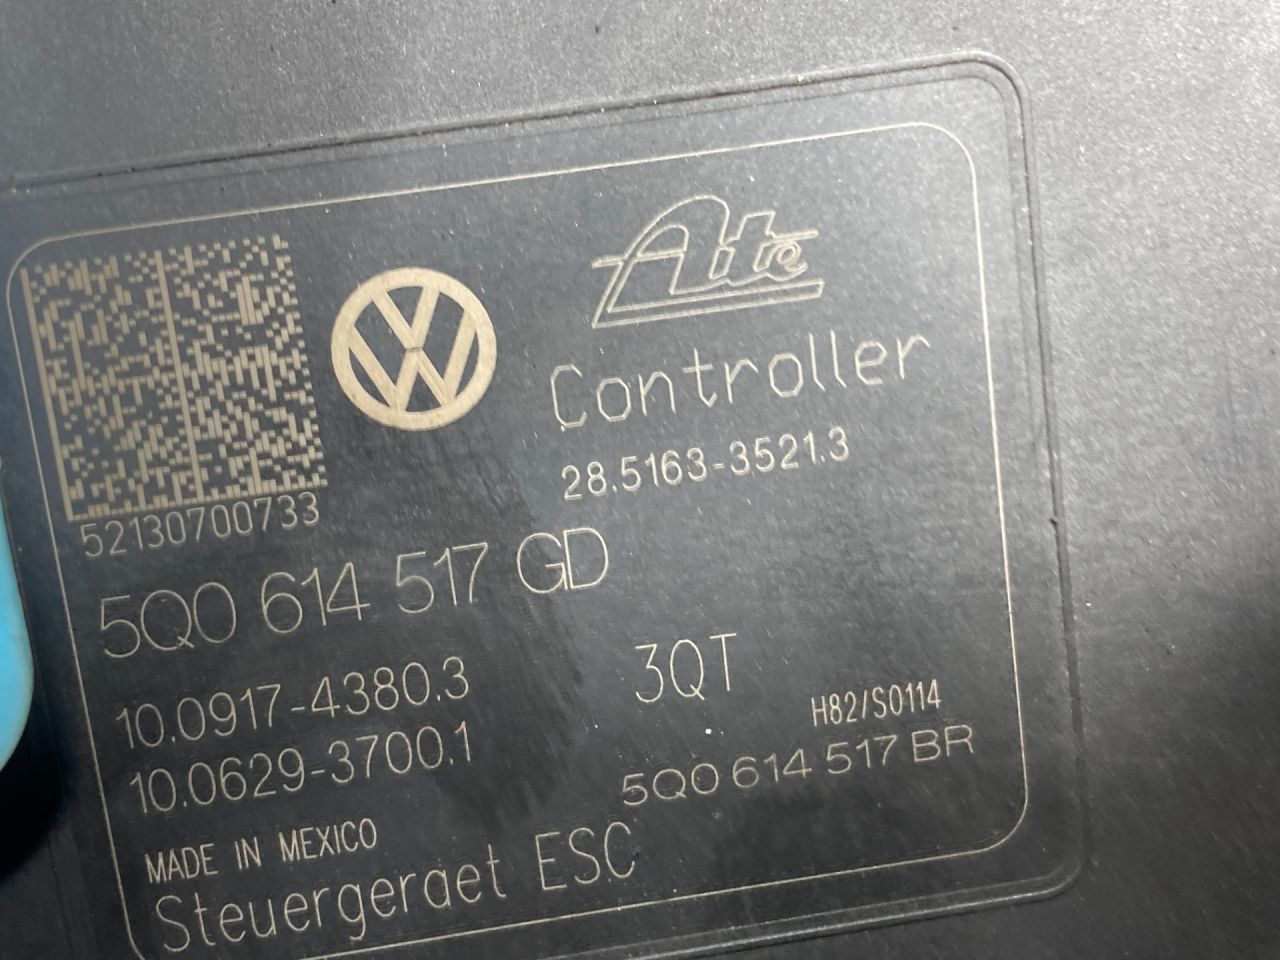 Ate
Controller
28.5163-3521.3
52130700733
5Q0 614 517 GD
10.0917-4380.3
3QT
10.0629-3700.1
H82/S0114
5Q0 614 517 BR
MADE IN MEXICO
Steuergeraet ESC